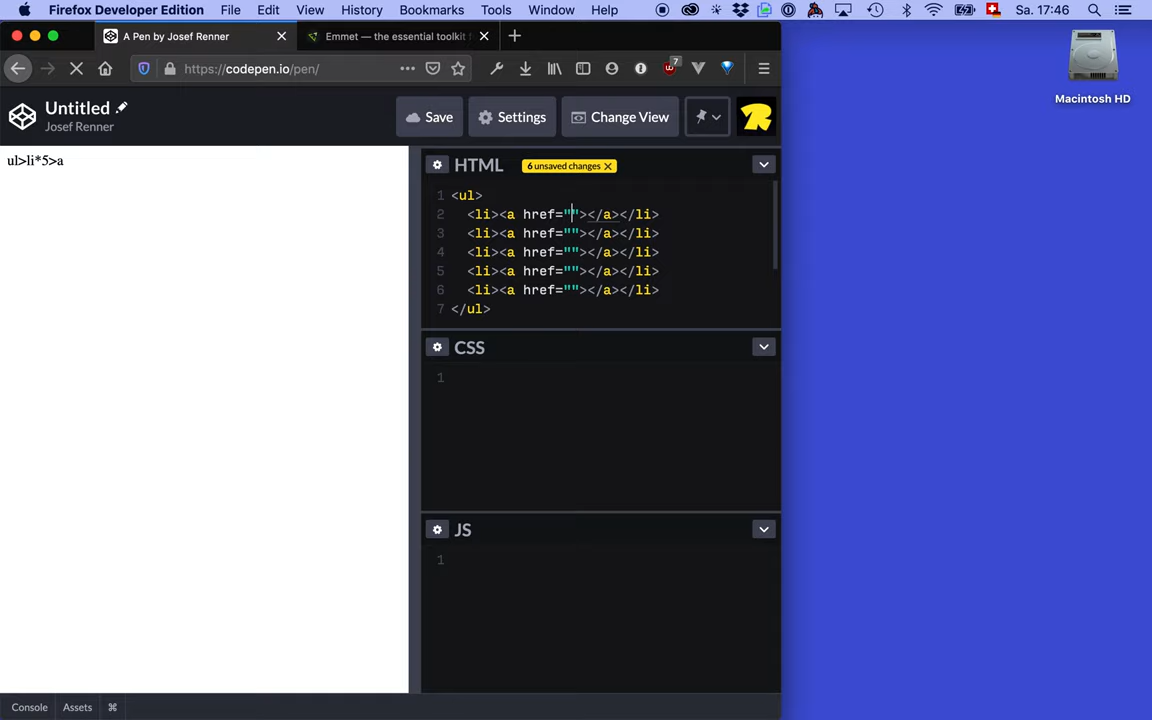 Firefox Developer Edition File Edit View History Bookmarks Tools Window Help Sa. 17:46
A Pen by Josef Renner
Emmet — the essential toolkit
https://codepen.io/pen/
7
Macintosh HD
Untitled
Josef Renner
Save
Settings
Change View
ul>li*5>a
HTML
6 unsaved changes
1 <ul>
2 <li><a href=""></a></li>
3 <li><a href=""></a></li>
4 <li><a href=""></a></li>
5 <li><a href=""></a></li>
6 <li><a href=""></a></li>
7 </ul>
CSS
1
JS
1
Console
Assets
⌘